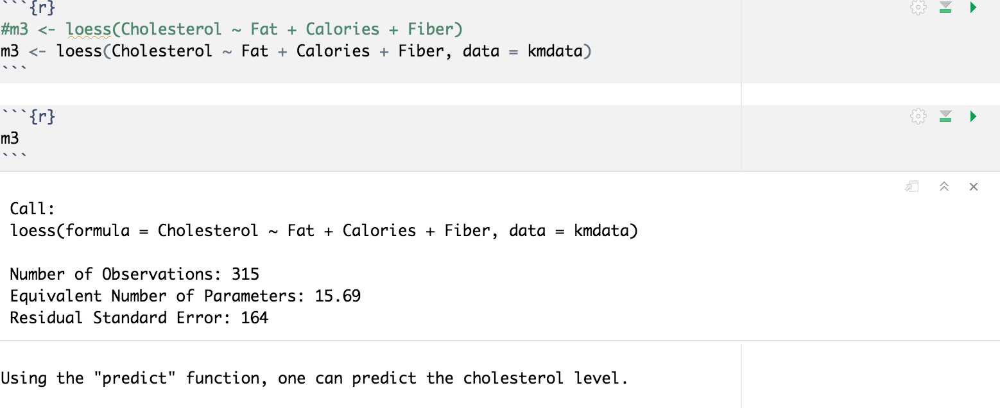 ```{r}
#m3 <- loess(Cholesterol ~ Fat + Calories + Fiber)
m3 <- loess(Cholesterol ~ Fat + Calories + Fiber, data = kmdata)
```
```{r}
m3
```
Call:
loess(formula = Cholesterol ~ Fat + Calories + Fiber, data = kmdata)
Number of Observations: 315
Equivalent Number of Parameters: 15.69
Residual Standard Error: 164
Using the "predict" function, one can predict the cholesterol level.